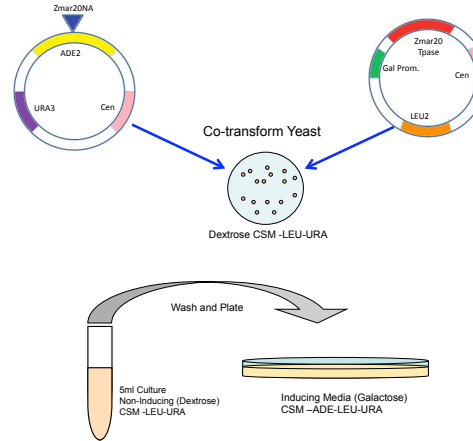 Zmar20NA
ADE2
URA3
Cen
Zmar20
Tpase
Gal Prom.
Cen
LEU2
Co-transform Yeast
Dextrose CSM -LEU-URA
Wash and Plate
5ml Culture
Non-Inducing (Dextrose)
CSM -LEU-URA
Inducing Media (Galactose)
CSM –ADE-LEU-URA